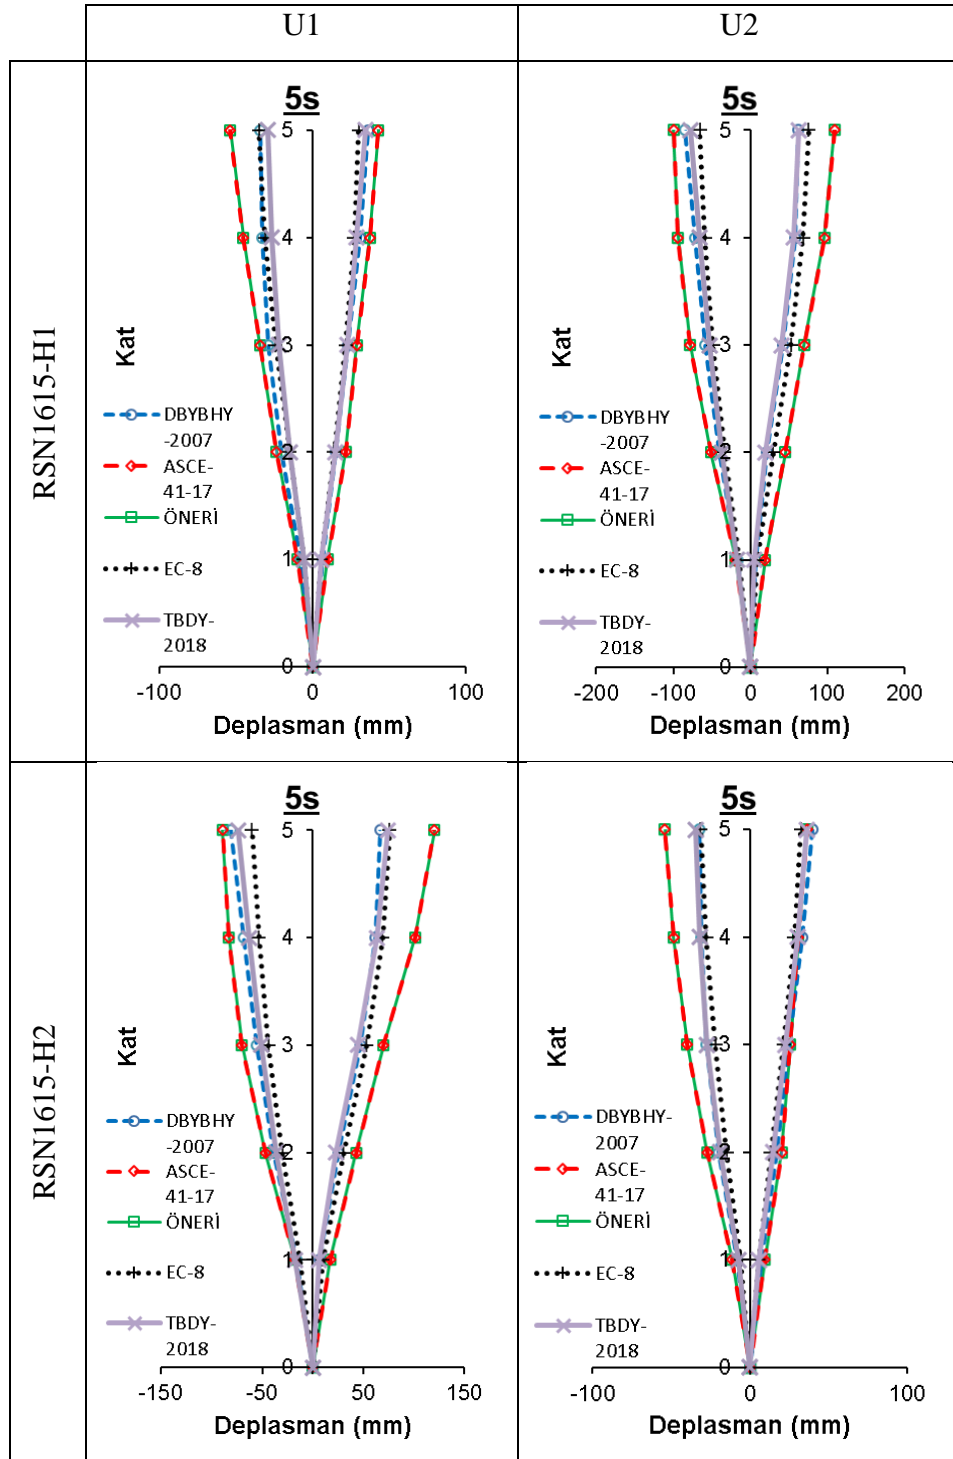 U1
U2
RSN1615-H1
5s
5
4
3
2
1
0
Kat
DBYBHY
-2007
ASCE-
41-17
ÖNERİ
EC-8
TBDY-
2018
-100
0
100
Deplasman (mm)
5s
5
4
3
2
1
0
Kat
DBYBHY
-2007
ASCE-
41-17
ÖNERİ
EC-8
TBDY-
2018
-200
-100
0
100
200
Deplasman (mm)
RSN1615-H2
5s
5
4
3
2
1
0
Kat
DBYBHY
-2007
ASCE-
41-17
ÖNERİ
EC-8
TBDY-
2018
-150
-50
50
150
Deplasman (mm)
5s
5
4
3
2
1
0
Kat
DBYBHY-
2007
ASCE-
41-17
ÖNERİ
EC-8
TBDY-
2018
-100
0
100
Deplasman (mm)